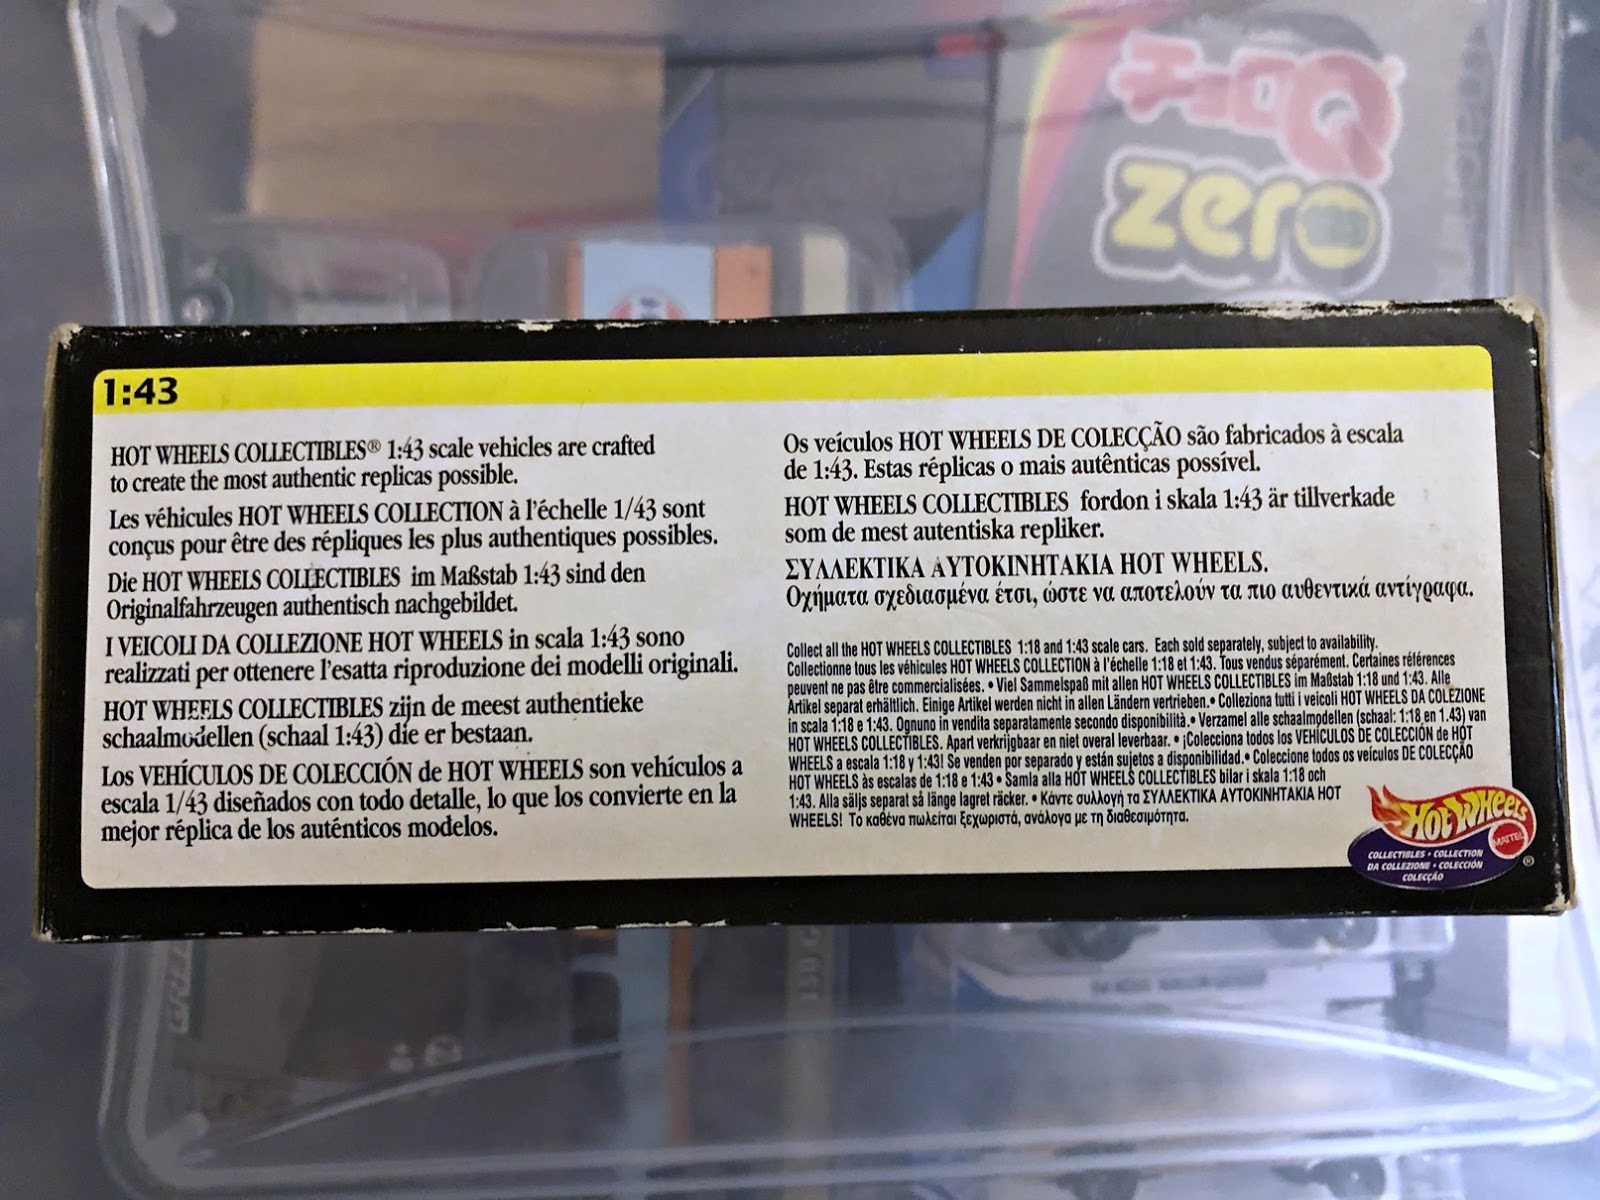 チョロQ
zero
1:43
HOT WHEELS COLLECTIBLES® 1:43 scale vehicles are crafted
to create the most authentic replicas possible.
Les véhicules HOT WHEELS COLLECTION à l'échelle 1/43 sont
conçus pour être des répliques les plus authentiques possibles.
Die HOT WHEELS COLLECTIBLES im Maßstab 1:43 sind den
Originalfahrzeugen authentisch nachgebildet.
I VEICOLI DA COLLEZIONE HOT WHEELS in scala 1:43 sono
realizzati per ottenere l'esatta riproduzione dei modelli originali.
HOT WHEELS COLLECTIBLES zijn de meest authentieke
schaalmodellen (schaal 1:43) die er bestaan.
Los VEHÍCULOS DE COLECCIÓN de HOT WHEELS son vehículos a
escala 1/43 diseñados con todo detalle, lo que los convierte en la
mejor réplica de los auténticos modelos.
Os veículos HOT WHEELS DE COLECÇÃO são fabricados à escala
de 1:43. Estas réplicas o mais autênticas possível.
HOT WHEELS COLLECTIBLES fordon i skala 1:43 är tillverkade
som de mest autentiska repliker.
ΣΥΛΛΕΚΤΙΚΑ ΑΥΤΟΚΙΝΗΤΑΚΙΑ HOT WHEELS.
Οχήματα σχεδιασμένα έτσι, ώστε να αποτελούν τα πιο αυθεντικά αντίγραφα.
Collect all the HOT WHEELS COLLECTIBLES 1:18 and 1:43 scale cars. Each sold separately, subject to availability.
Collectionne tous les véhicules HOT WHEELS COLLECTION à l'échelle 1:18 et 1:43. Tous vendus séparément. Certaines références
peuvent ne pas être commercialisées. • Viel Sammelspaß mit allen HOT WHEELS COLLECTIBLES im Maßstab 1:18 und 1:43. Alle
Artikel separat erhältlich. Einige Artikel werden nicht in allen Ländern vertrieben. • Colleziona tutti i veicoli HOT WHEELS DA COLEZIONE
in scala 1:18 e 1:43. Ognuno in vendita separatamente secondo disponibilità. • Verzamel alle schaalmodellen (schaal: 1:18 en 1.43) van
HOT WHEELS COLLECTIBLES. Apart verkrijgbaar en niet overal leverbaar. • ¡Colecciona todos los VEHÍCULOS DE COLECCIÓN de HOT
WHEELS a escala 1:18 y 1:43! Se venden por separado y están sujetos a disponibilidad. • Coleccione todos os veículos DE COLECÇÃO
HOT WHEELS às escalas de 1:18 e 1:43 • Samla alla HOT WHEELS COLLECTIBLES bilar i skala 1:18 och
1:43. Alla säljs separat så länge lagret räcker. • Κάντε συλλογή τα ΣΥΛΛΕΚΤΙΚΑ ΑΥΤΟΚΙΝΗΤΑΚΙΑ HOT
WHEELS! Το καθένα πωλείται ξεχωριστά, ανάλογα με τη διαθεσιμότητα.
Hot Wheels
MATTEL
COLLECTIBLES • COLLECTION
DA COLLEZIONE • COLECCIÓN
COLECÇÃO
®